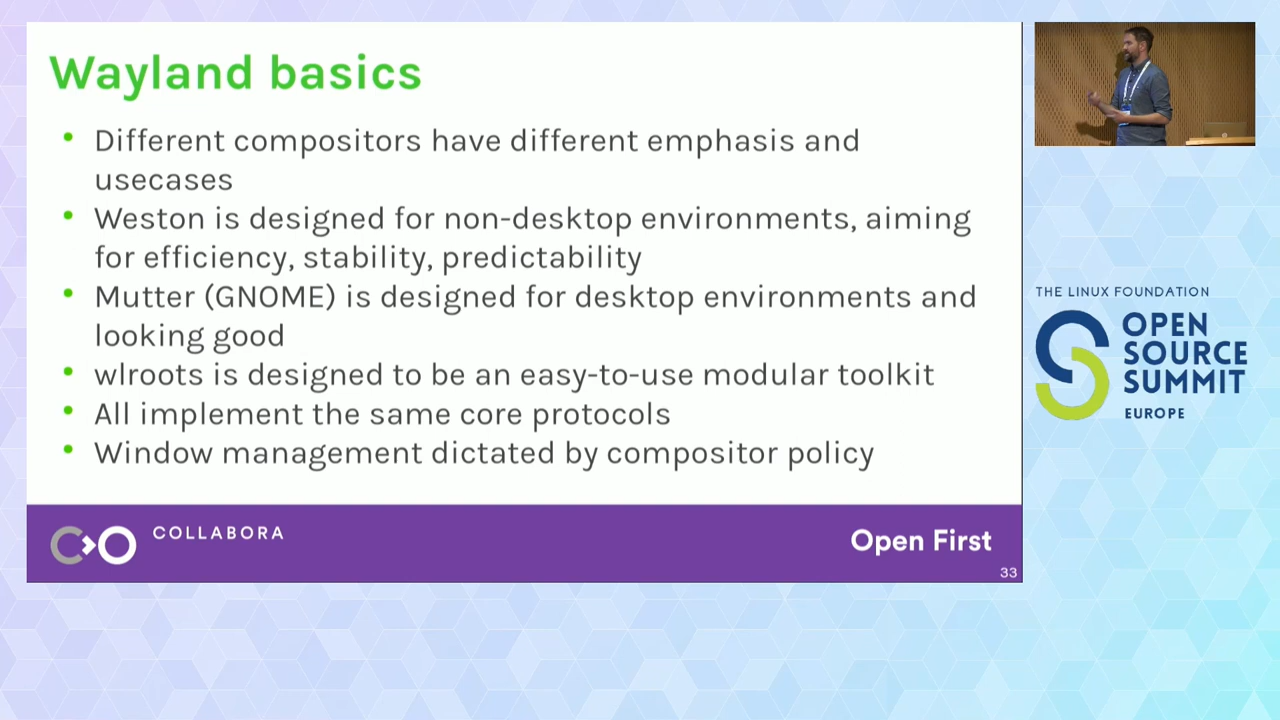 Wayland basics
• Different compositors have different emphasis and
usecases
• Weston is designed for non-desktop environments, aiming
for efficiency, stability, predictability
• Mutter (GNOME) is designed for desktop environments and
looking good
• wlroots is designed to be an easy-to-use modular toolkit
• All implement the same core protocols
• Window management dictated by compositor policy
COLLABORA
Open First
33
THE LINUX FOUNDATION
OPEN
SOURCE
SUMMIT
EUROPE